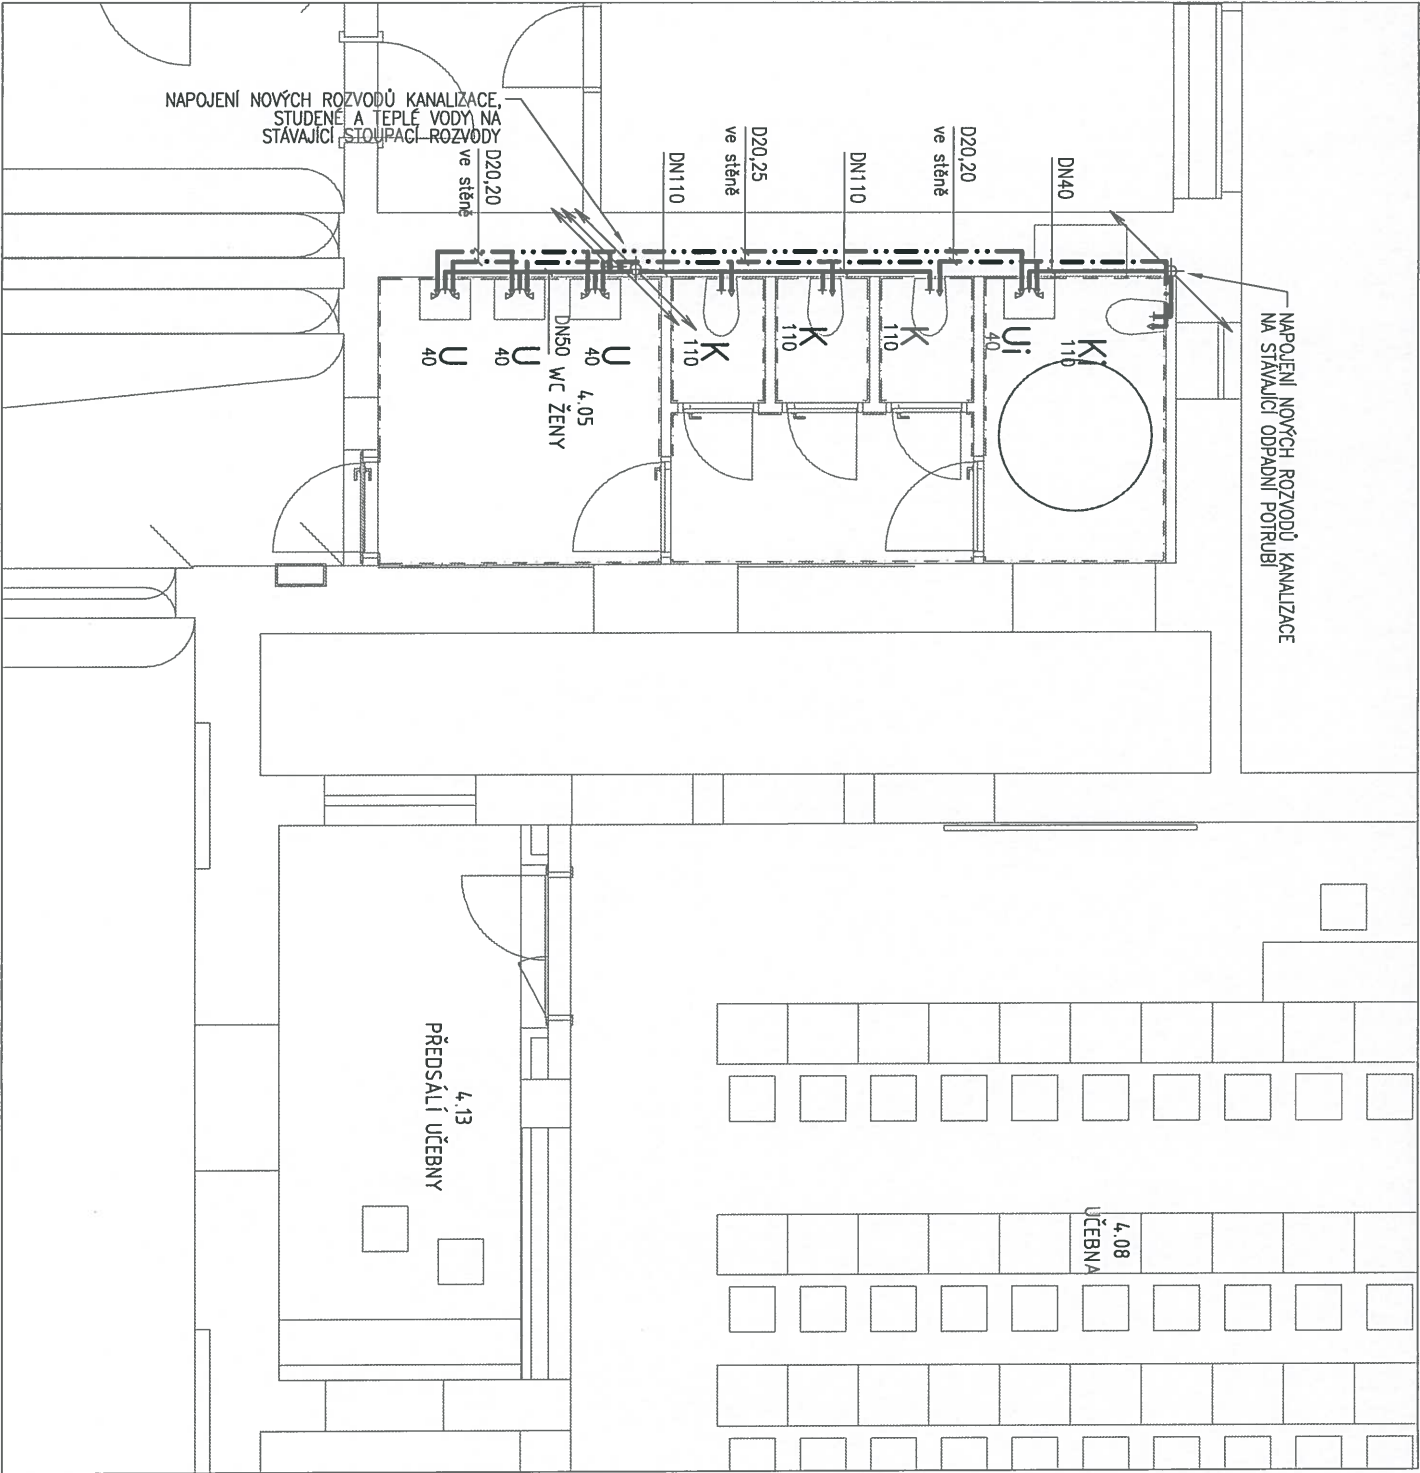 NAPOJENÍ NOVÝCH ROZVODŮ KANALIZACE,
STUDENÉ A TEPLÉ VODY NA
STÁVAJÍCÍ STOUPACÍ ROZVODY
D20,20
ve stěně
DN110
D20,25
ve stěně
DN110
D20,20
ve stěně
DN40
NAPOJENÍ NOVÝCH ROZVODŮ KANALIZACE
NA STÁVAJÍCÍ ODPADNÍ POTRUBÍ
U
40
U
40
U
40
DN50
4.05
WC ŽENY
K
110
K
110
K
110
Ui
40
Ki
110
4.13
PŘEDSÁLÍ UČEBNY
4.08
UČEBNA